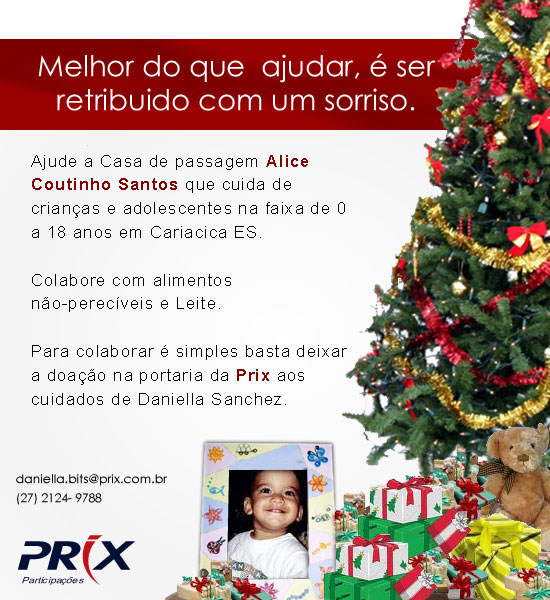 Melhor do que ajudar, é ser
retribuido com um sorriso.
Ajude a Casa de passagem Alice
Coutinho Santos que cuida de
crianças e adolescentes na faixa de 0
a 18 anos em Cariacica ES.
Colabore com alimentos
não-perecíveis e Leite.
Para colaborar é simples basta deixar
a doação na portaria da Prix aos
cuidados de Daniella Sanchez.
daniella.bits@prix.com.br
(27) 2124- 9788
PRIX
Participações